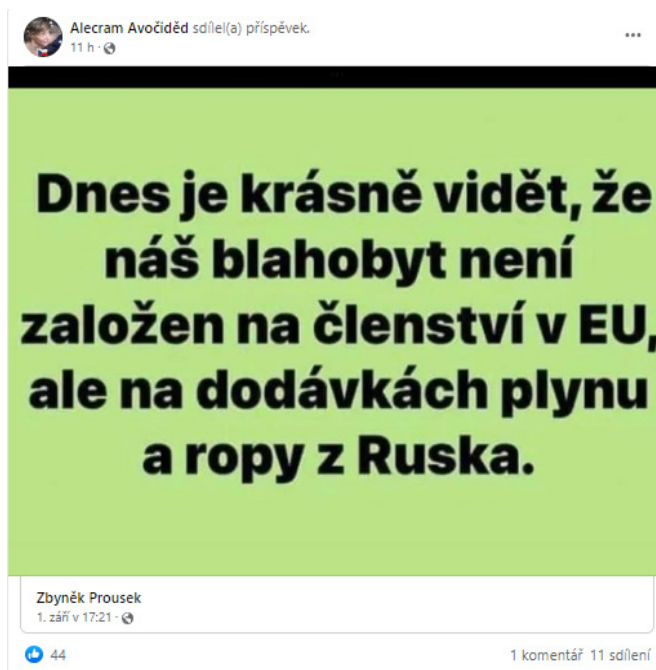 Alecram Avočiděd sdílel(a) příspěvek.
11 h ·
Dnes je krásně vidět, že
náš blahobyt není
založen na členství v EU,
ale na dodávkách plynu
a ropy z Ruska.
Zbyněk Prousek
1. září v 17:21 ·
44
1 komentář 11 sdílení